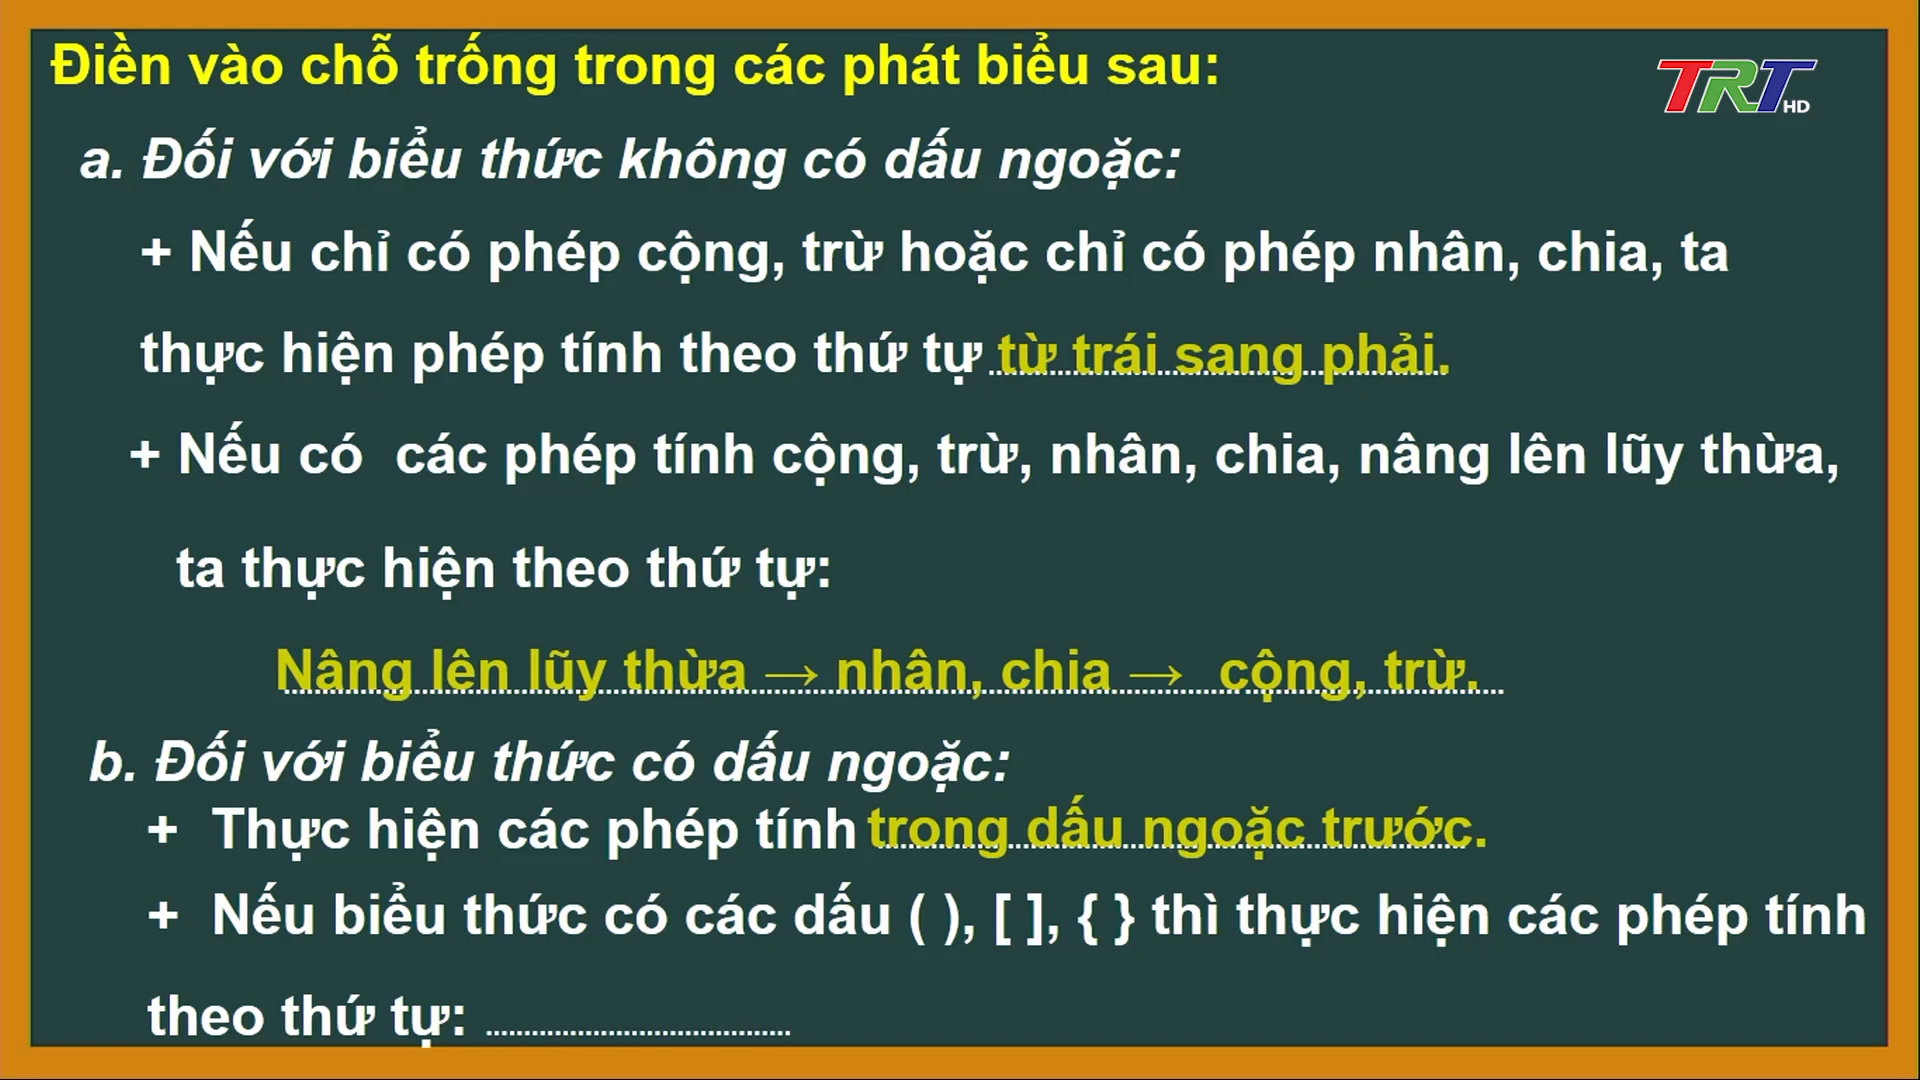 Điền vào chỗ trống trong các phát biểu sau:
TRT HD
a. Đối với biểu thức không có dấu ngoặc:
+ Nếu chỉ có phép cộng, trừ hoặc chỉ có phép nhân, chia, ta
thực hiện phép tính theo thứ tự từ trái sang phải.
+ Nếu có các phép tính cộng, trừ, nhân, chia, nâng lên lũy thừa,
ta thực hiện theo thứ tự:
Nâng lên lũy thừa → nhân, chia → cộng, trừ.
b. Đối với biểu thức có dấu ngoặc:
+ Thực hiện các phép tính trong dấu ngoặc trước.
+ Nếu biểu thức có các dấu ( ), [ ], { } thì thực hiện các phép tính
theo thứ tự: ........................................